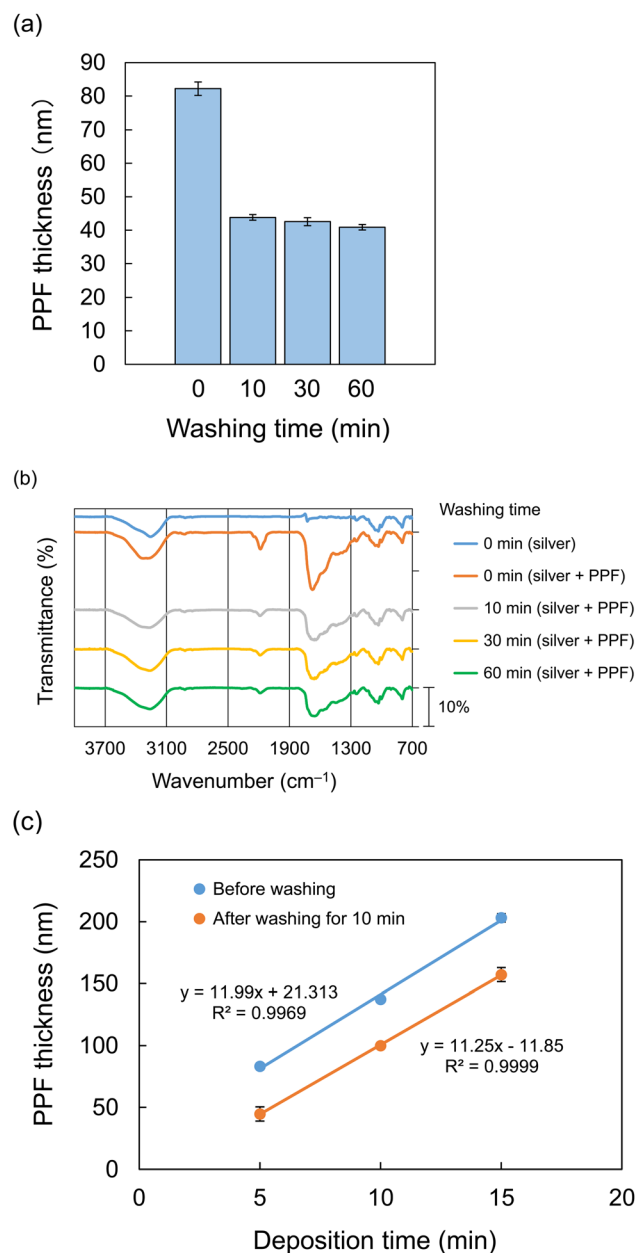 (a)
PPF thickness (nm)
90
80
70
60
50
40
30
20
10
0
0 10 30 60
Washing time (min)
(b)
Transmittance (%)
Washing time
0 min (silver)
0 min (silver + PPF)
10 min (silver + PPF)
30 min (silver + PPF)
60 min (silver + PPF)
10%
3700 3100 2500 1900 1300 700
Wavenumber (cm⁻¹)
(c)
PPF thickness (nm)
250
200
150
100
50
0
Before washing
After washing for 10 min
y = 11.99x + 21.313
R² = 0.9969
y = 11.25x - 11.85
R² = 0.9999
0 5 10 15 20
Deposition time (min)